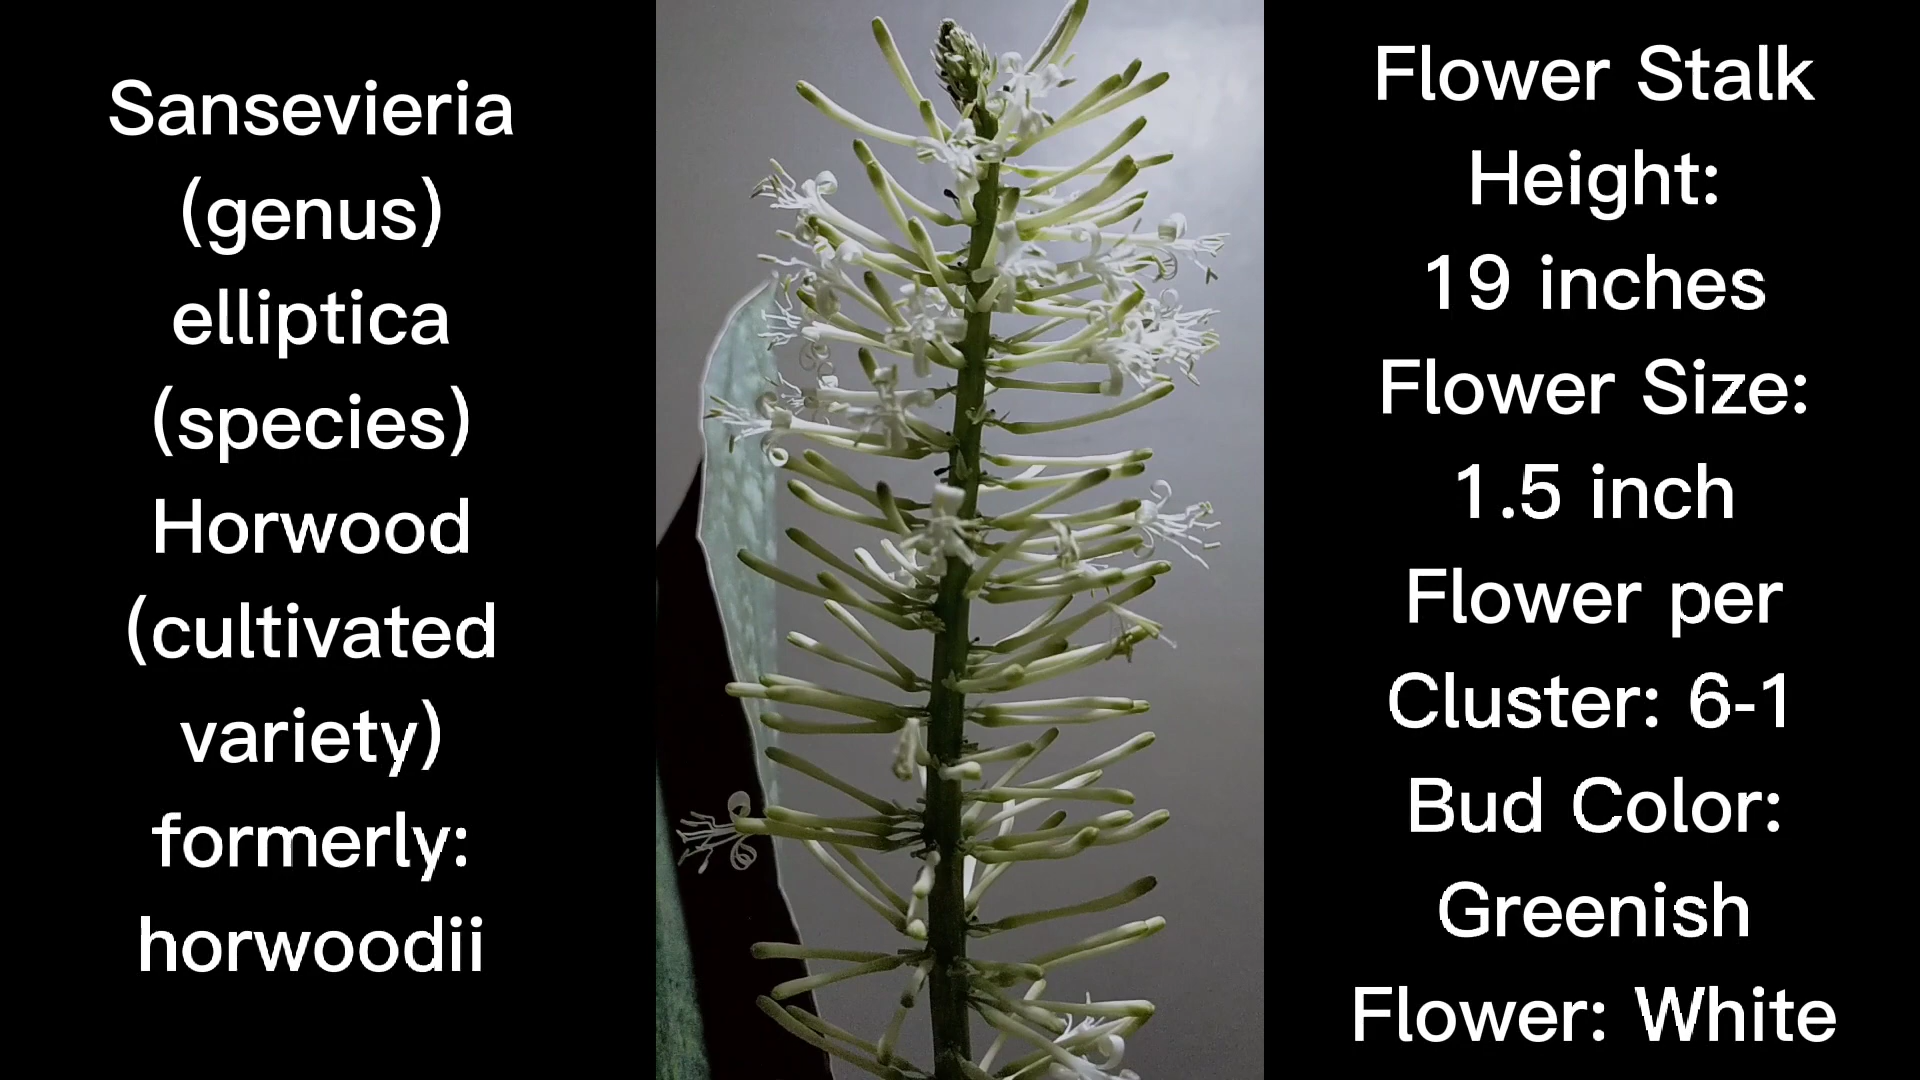 Sansevieria
(genus)
elliptica
(species)
Horwood
(cultivated
variety)
formerly:
horwoodii
Flower Stalk
Height:
19 inches
Flower Size:
1.5 inch
Flower per
Cluster: 6-1
Bud Color:
Greenish
Flower: White